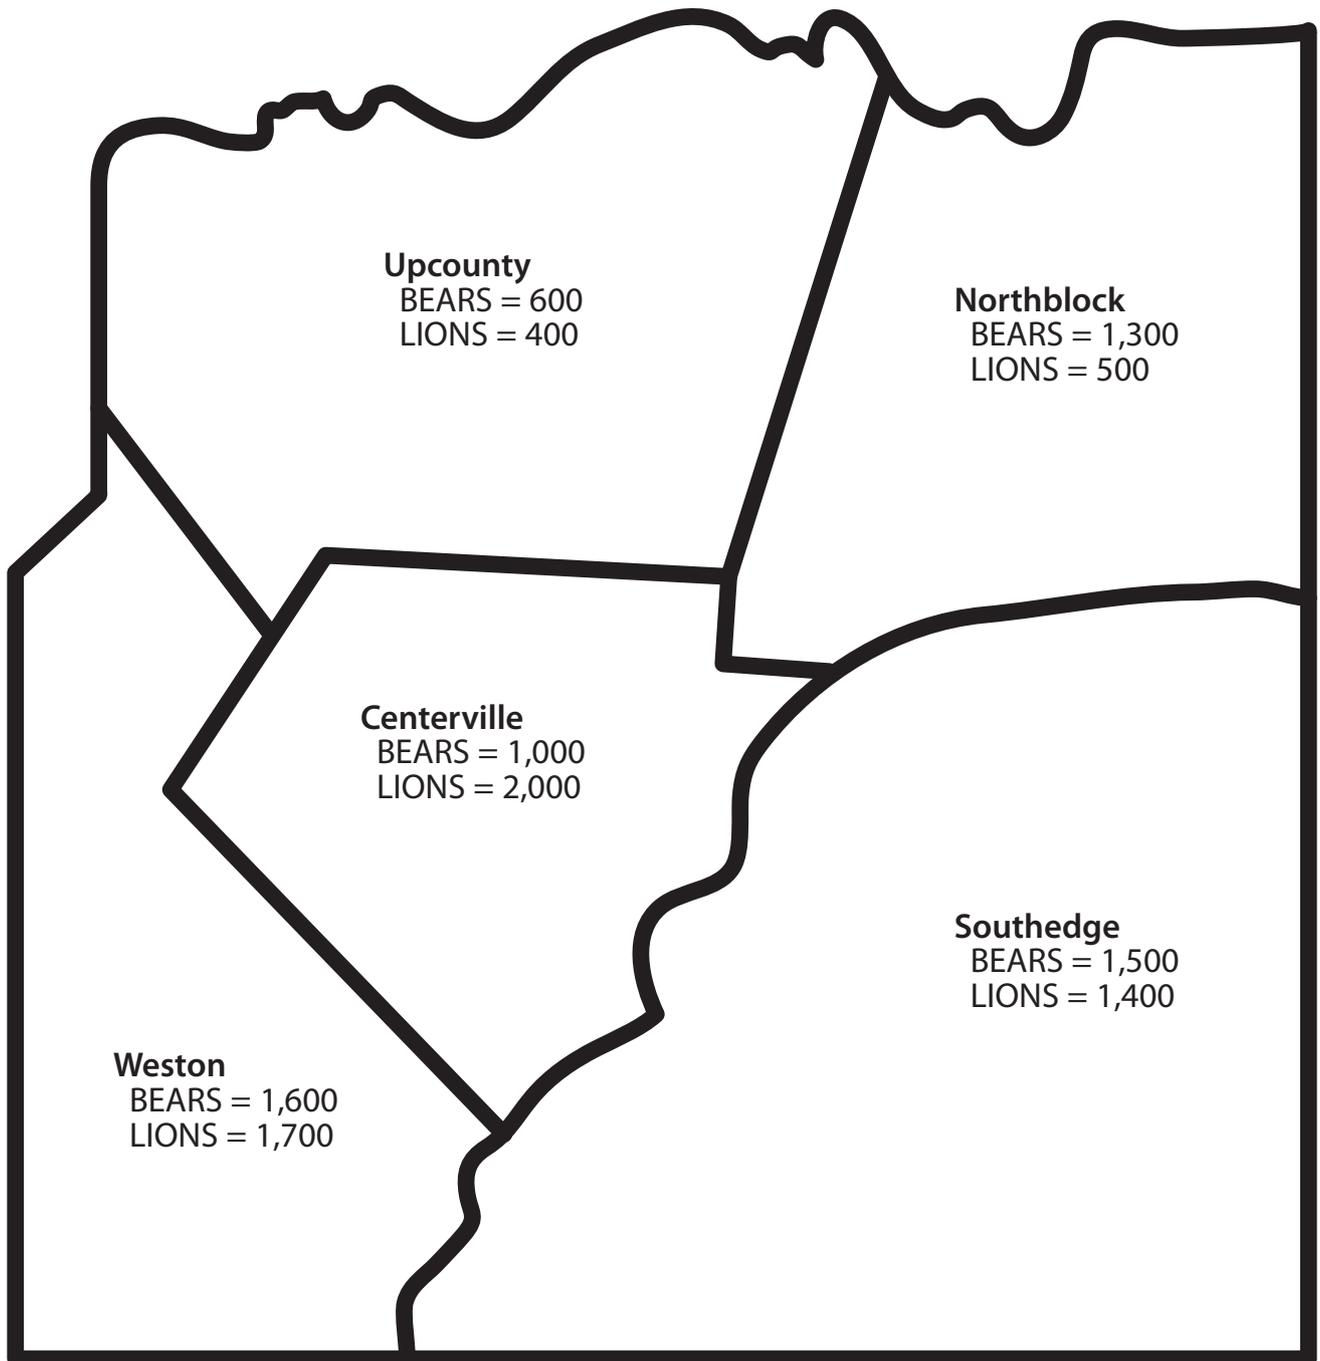 Upcounty
BEARS = 600
LIONS = 400
Northblock
BEARS = 1,300
LIONS = 500
Centerville
BEARS = 1,000
LIONS = 2,000
Southedge
BEARS = 1,500
LIONS = 1,400
Weston
BEARS = 1,600
LIONS = 1,700